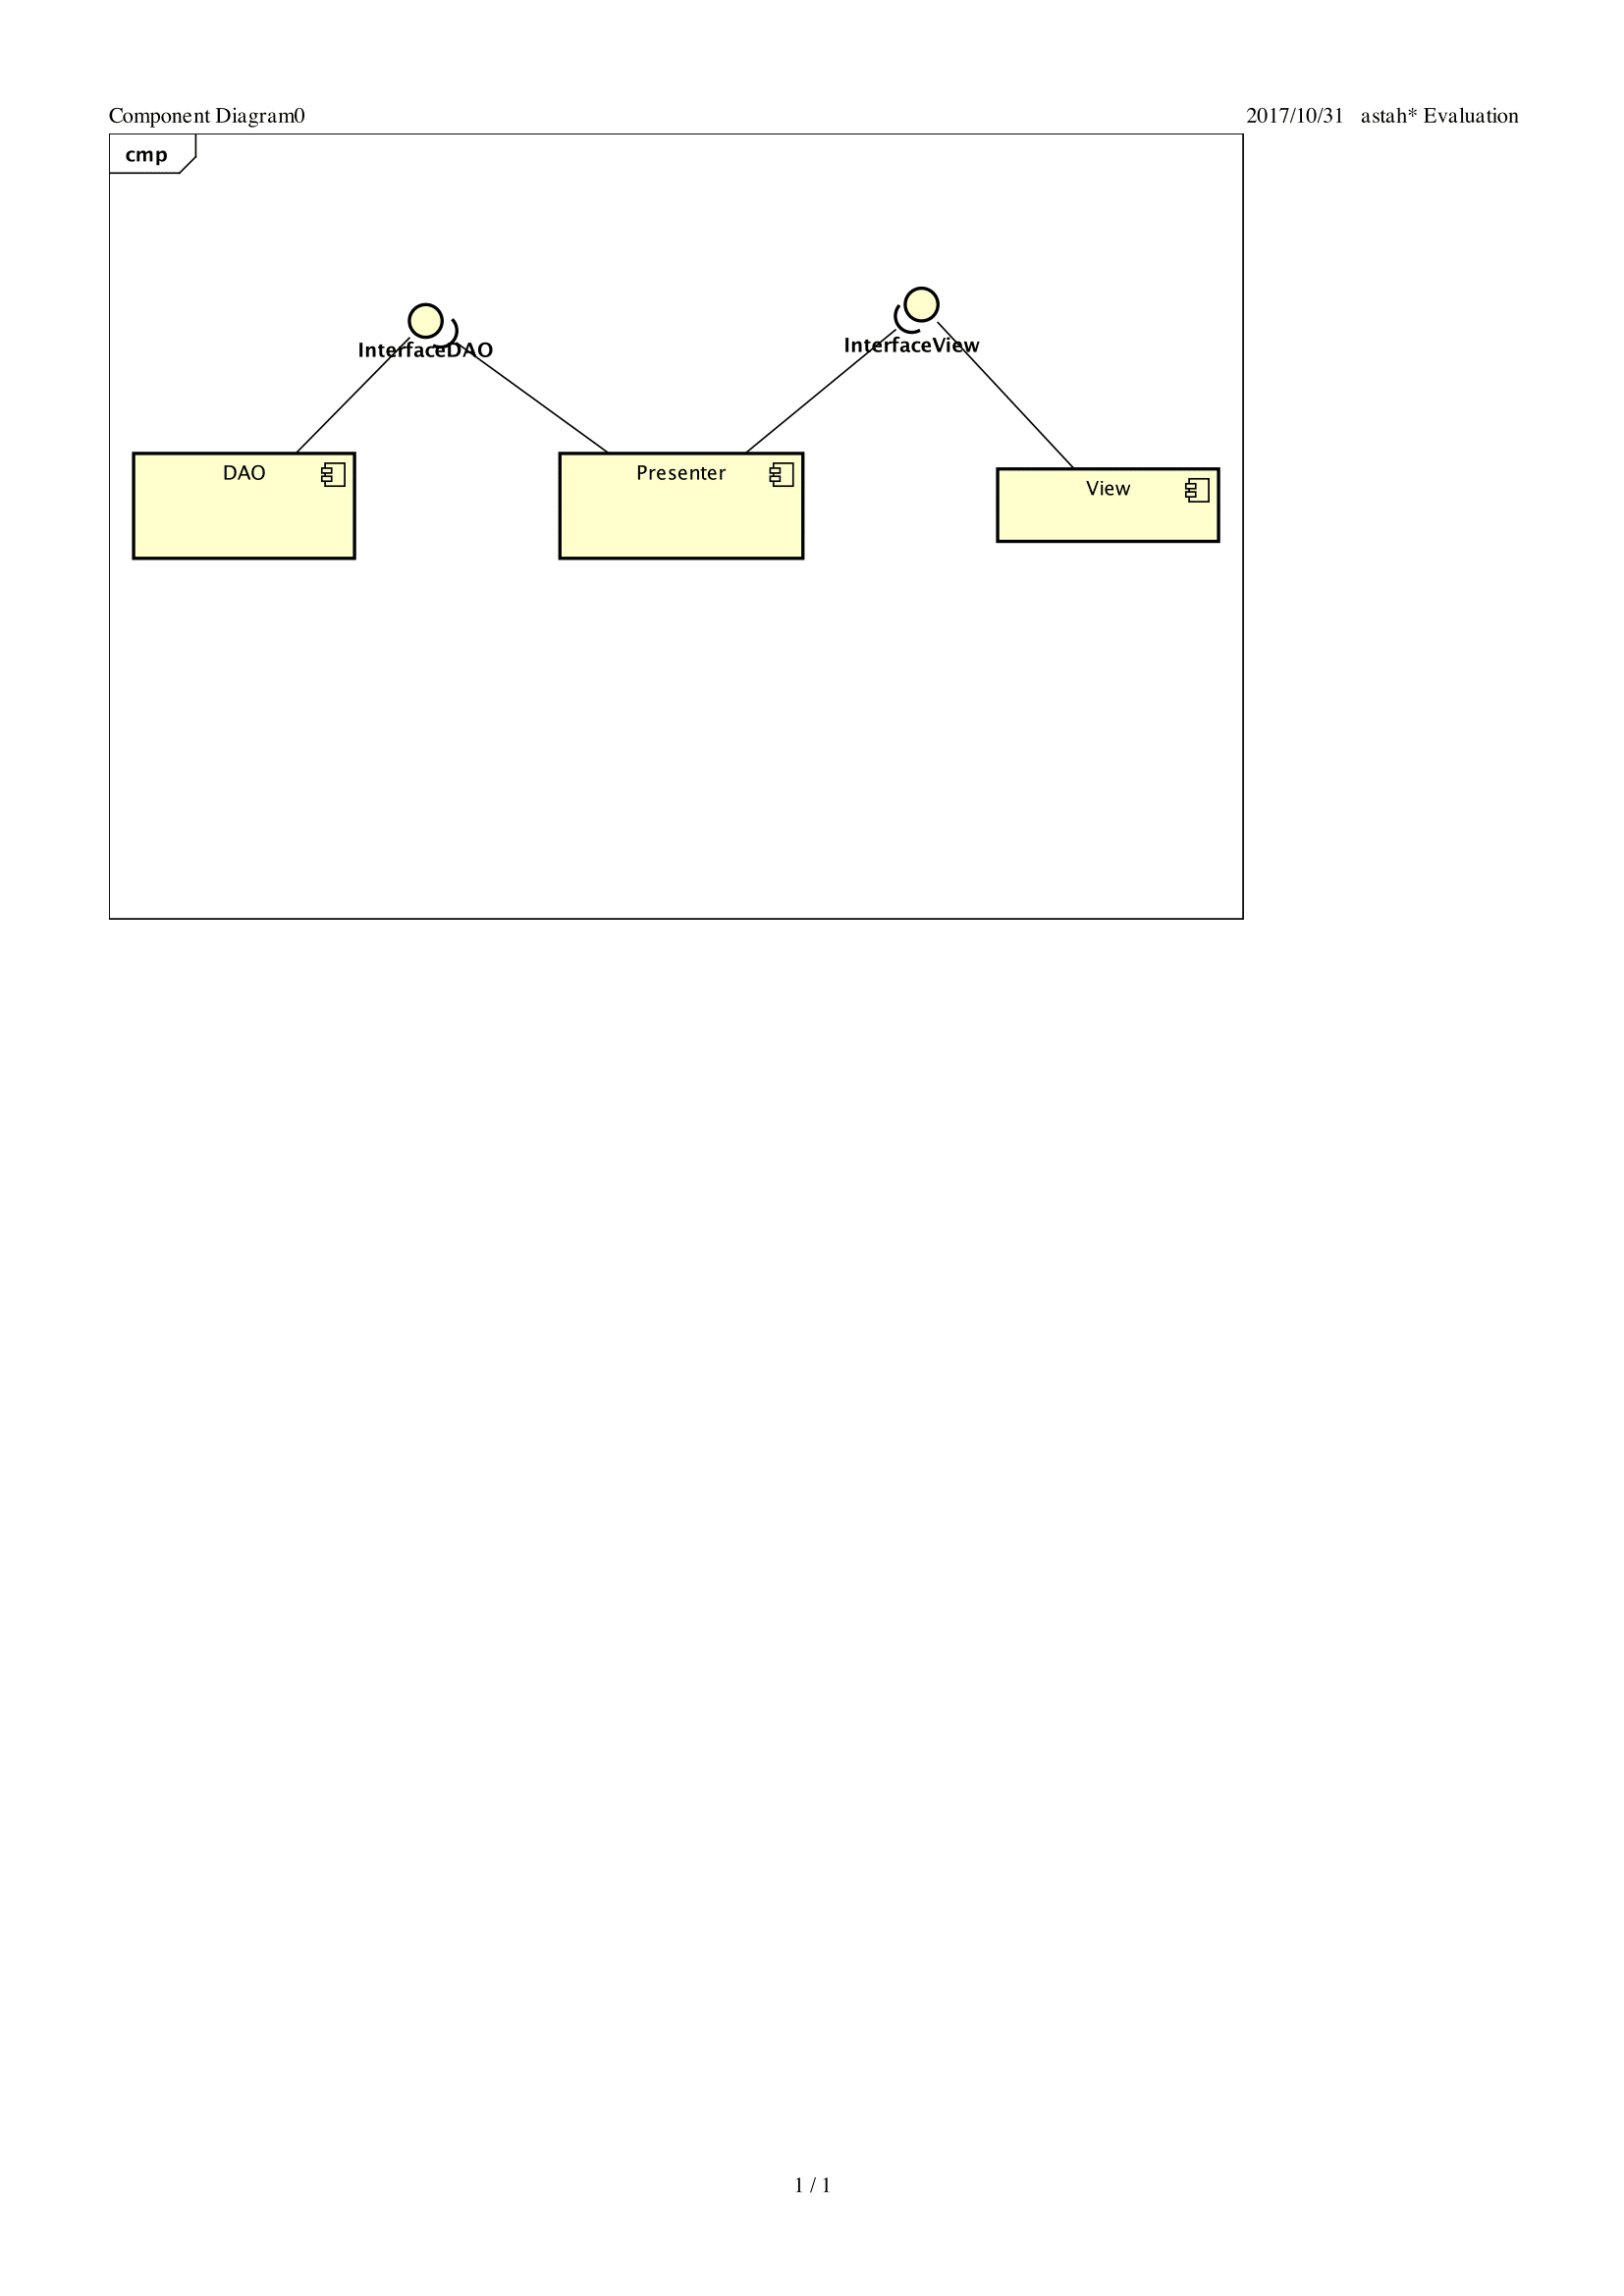 Component Diagram0
2017/10/31 astah* Evaluation
cmp
InterfaceDAO
InterfaceView
DAO
Presenter
View
1 / 1